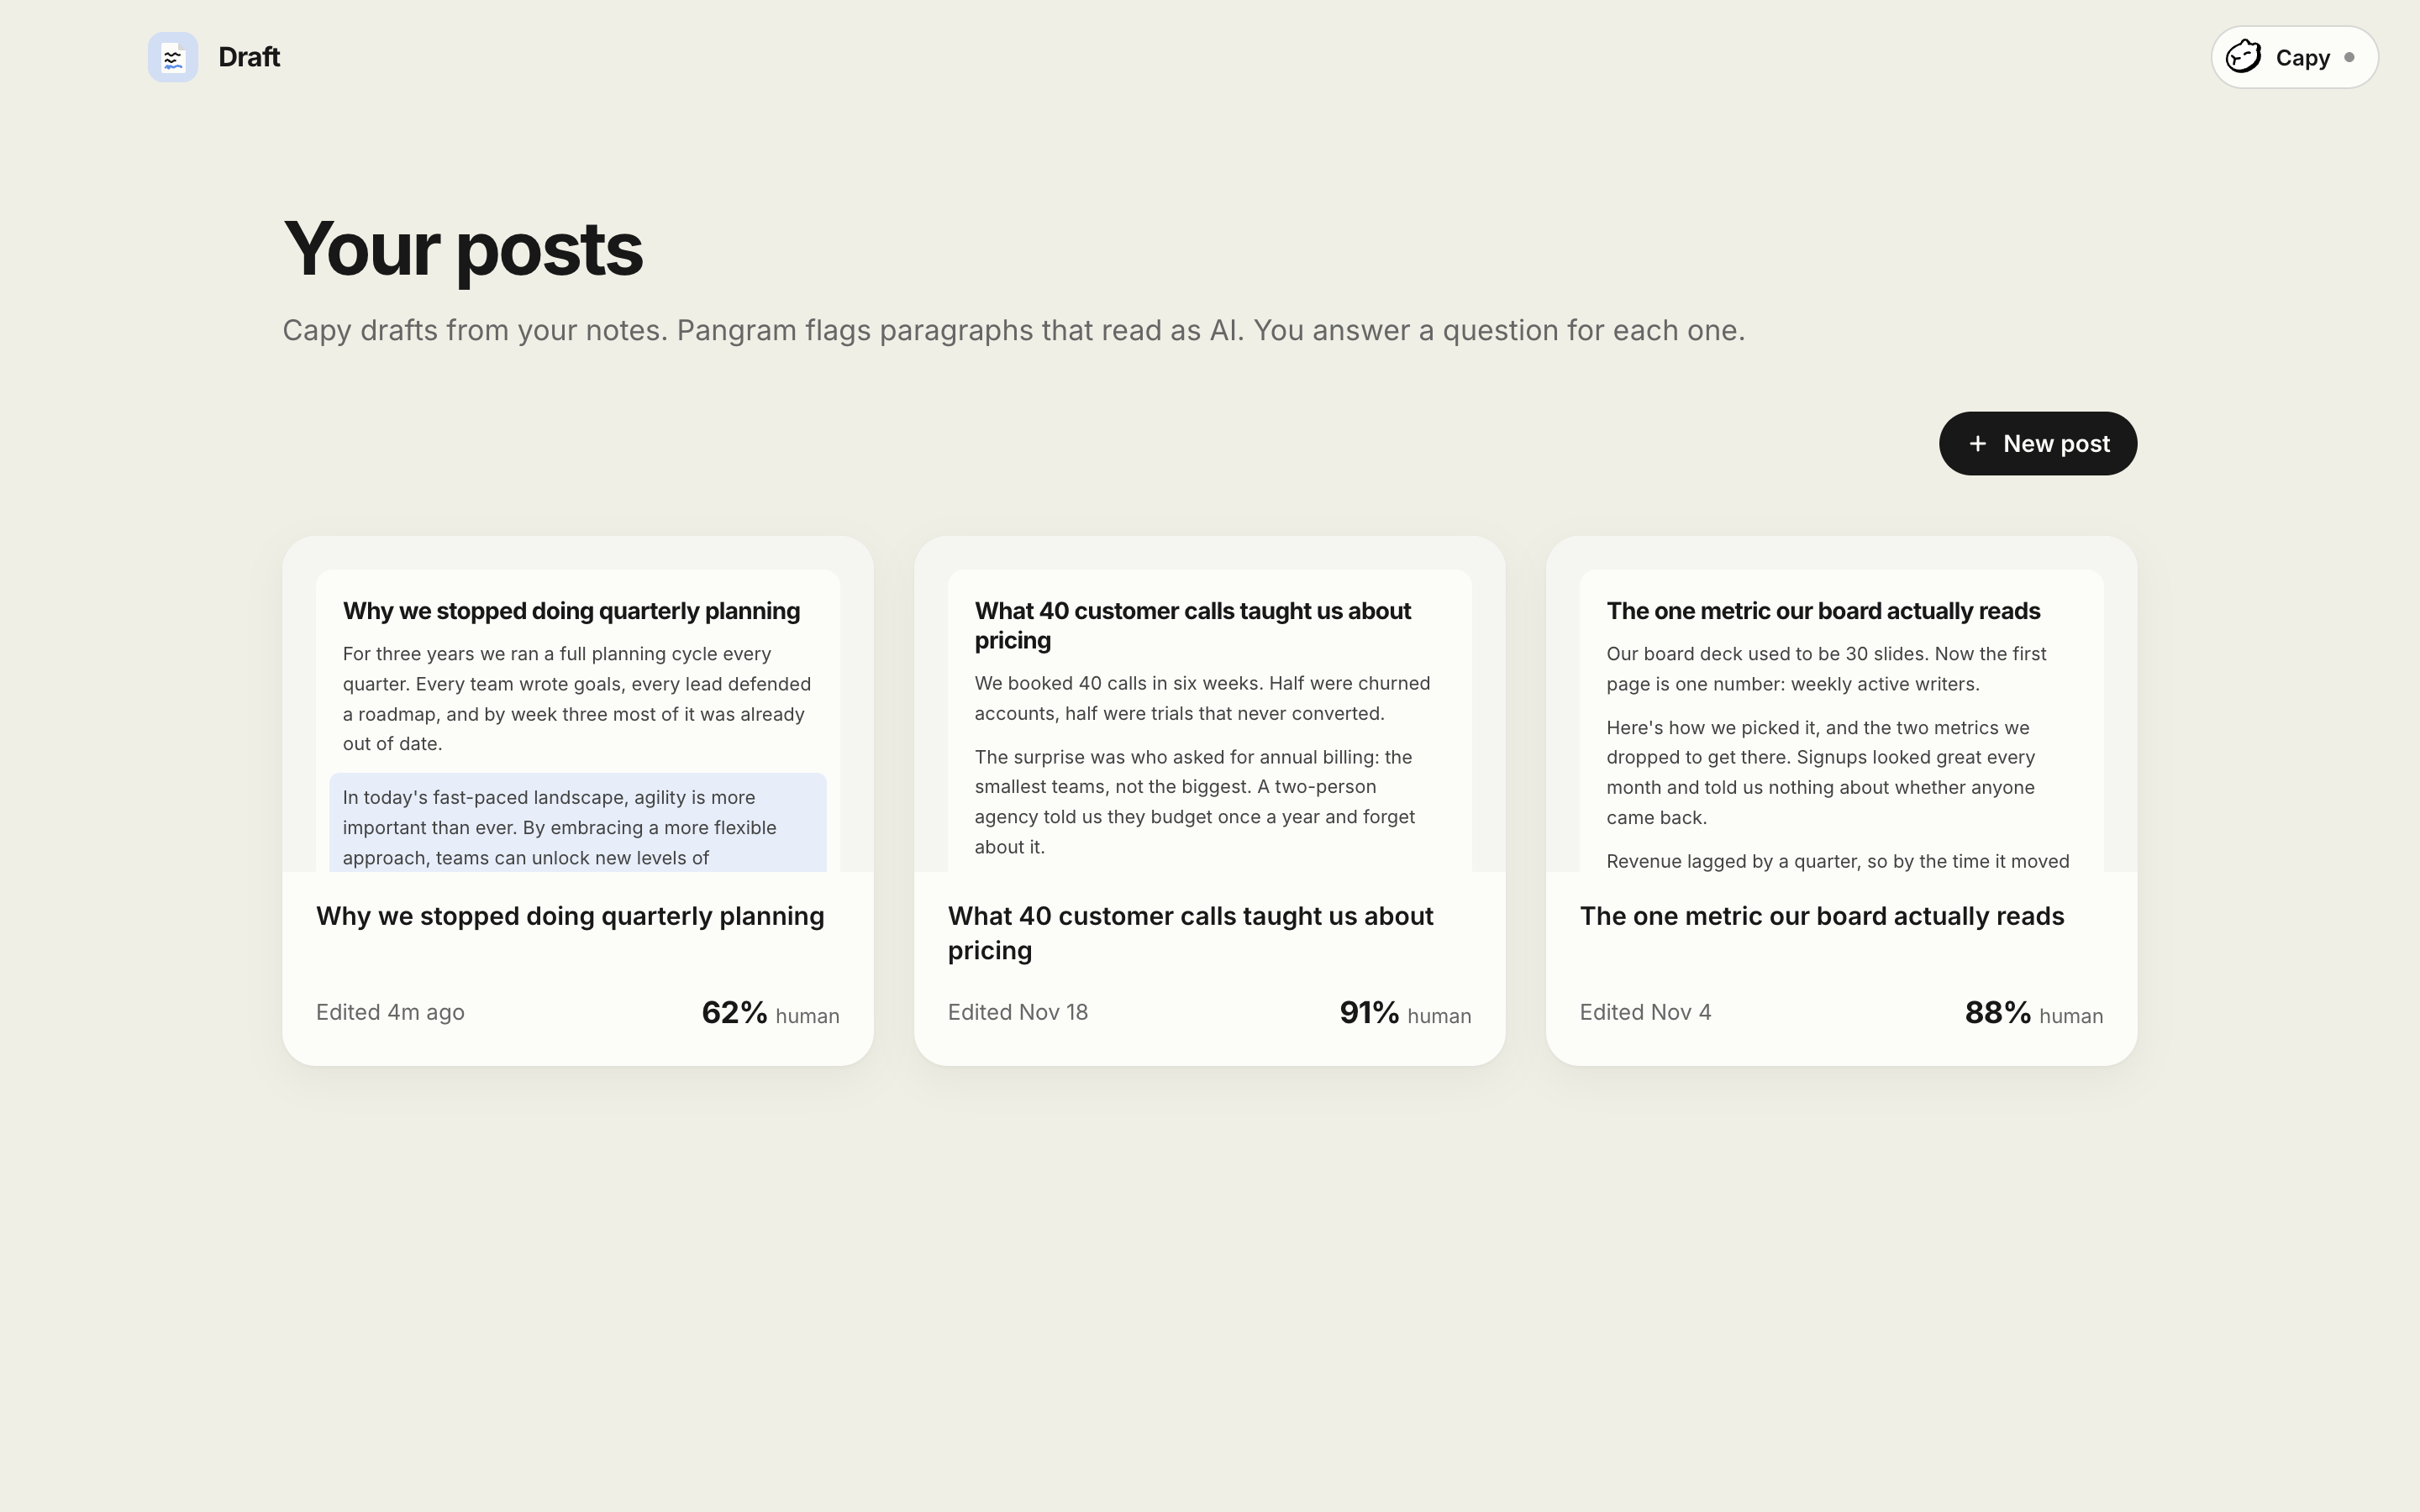 Draft
Capy
Your posts
Capy drafts from your notes. Pangram flags paragraphs that read as AI. You answer a question for each one.
+ New post
Why we stopped doing quarterly planning
For three years we ran a full planning cycle every
quarter. Every team wrote goals, every lead defended
a roadmap, and by week three most of it was already
out of date.
In today's fast-paced landscape, agility is more
important than ever. By embracing a more flexible
approach, teams can unlock new levels of
Why we stopped doing quarterly planning
Edited 4m ago
62% human
What 40 customer calls taught us about
pricing
We booked 40 calls in six weeks. Half were churned
accounts, half were trials that never converted.
The surprise was who asked for annual billing: the
smallest teams, not the biggest. A two-person
agency told us they budget once a year and forget
about it.
What 40 customer calls taught us about
pricing
Edited Nov 18
91% human
The one metric our board actually reads
Our board deck used to be 30 slides. Now the first
page is one number: weekly active writers.
Here's how we picked it, and the two metrics we
dropped to get there. Signups looked great every
month and told us nothing about whether anyone
came back.
Revenue lagged by a quarter, so by the time it moved
The one metric our board actually reads
Edited Nov 4
88% human